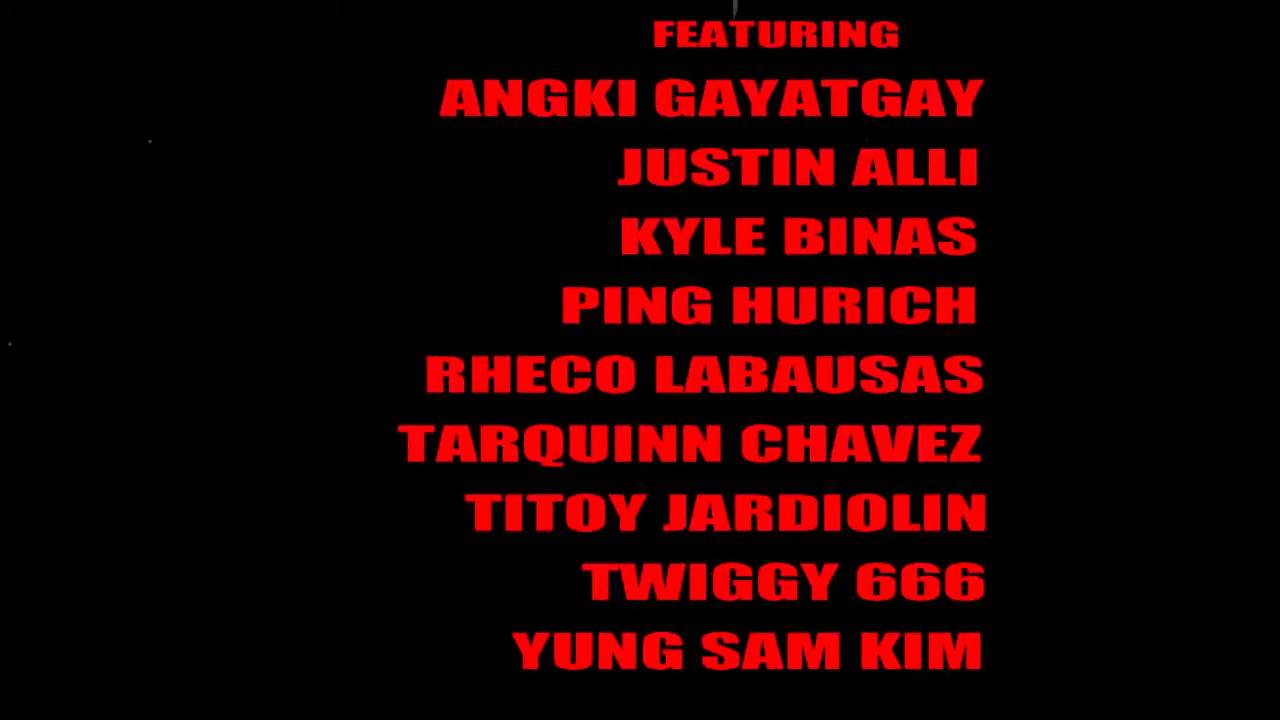 FEATURING
ANGKI GAYATGAY
JUSTIN ALLI
KYLE BINAS
PING HURICH
RHECO LABAUSAS
TARQUINN CHAVEZ
TITOY JARDIOLIN
TWIGGY 666
YUNG SAM KIM